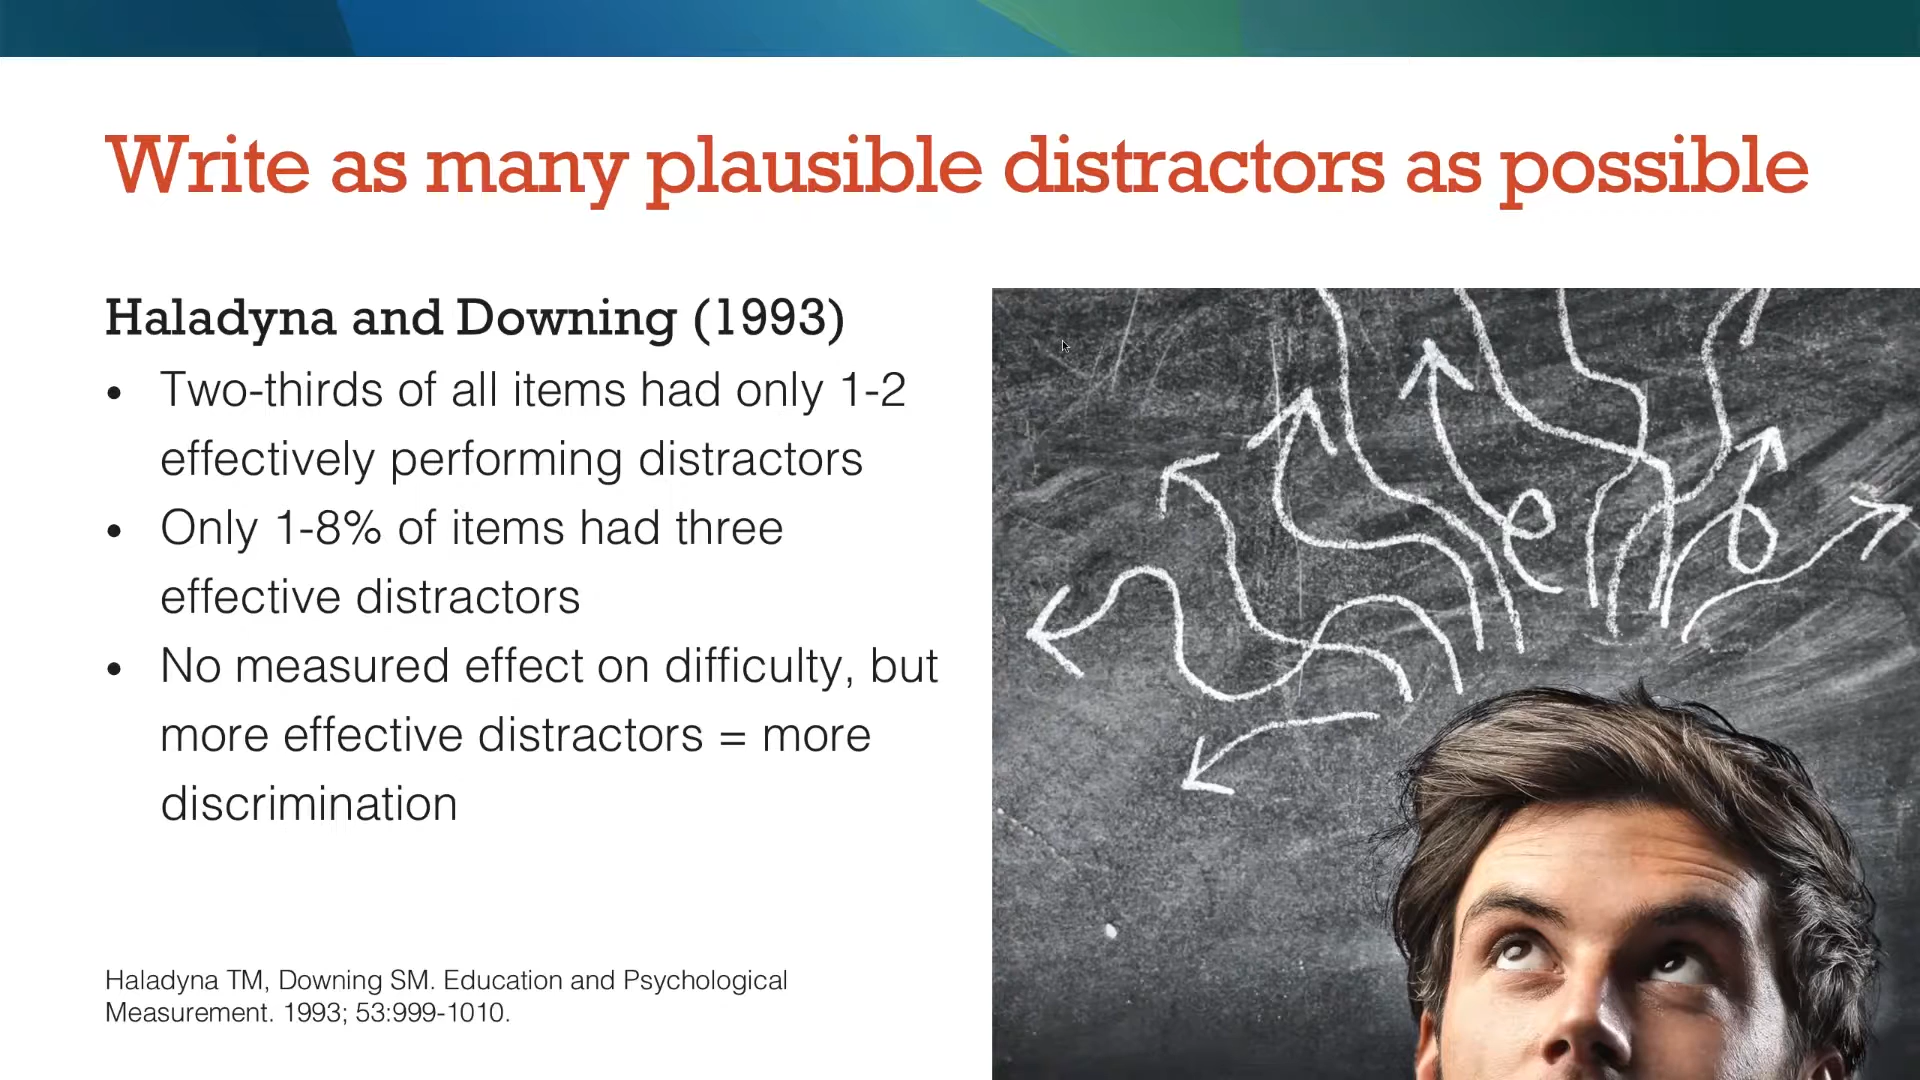 Write as many plausible distractors as possible
Haladyna and Downing (1993)
• Two-thirds of all items had only 1-2
effectively performing distractors
• Only 1-8% of items had three
effective distractors
• No measured effect on difficulty, but
more effective distractors = more
discrimination
Haladyna TM, Downing SM. Education and Psychological
Measurement. 1993; 53:999-1010.